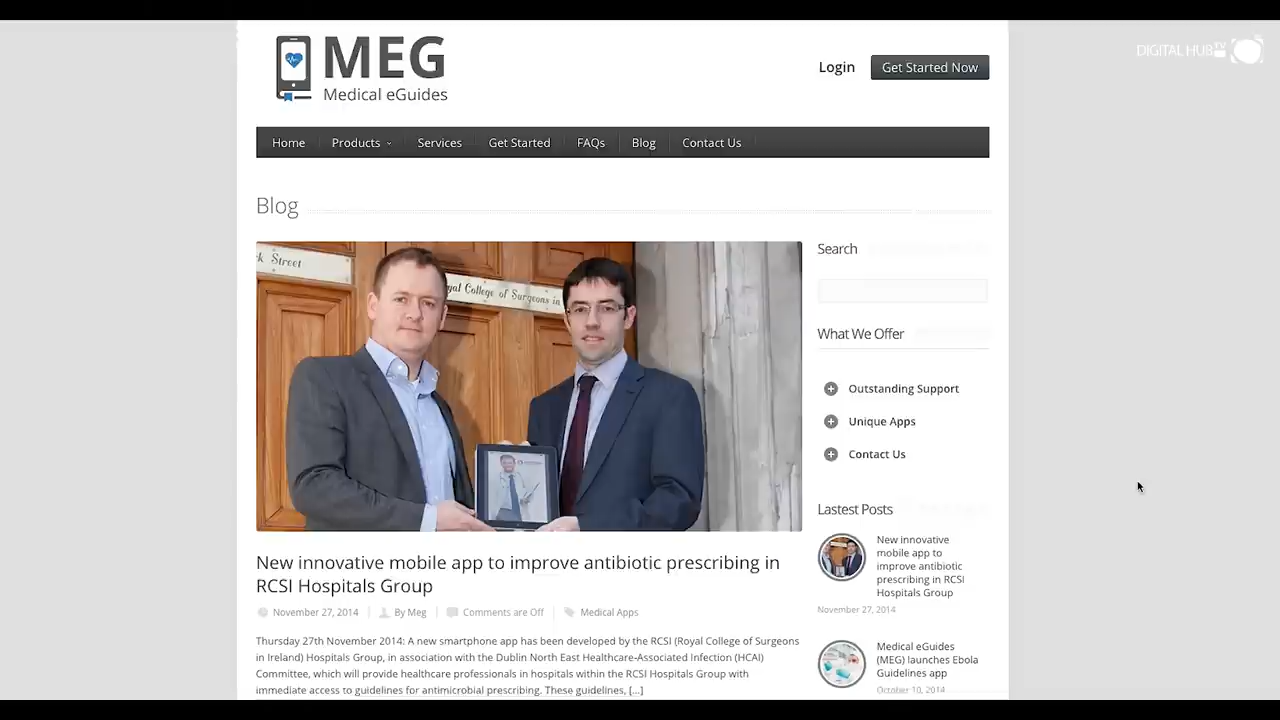 MEG
Medical eGuides
Login
Get Started Now
DIGITAL HUB TV
Home
Products
Services
Get Started
FAQs
Blog
Contact Us
Blog
k Street
yal College of Surgeons in
New innovative mobile app to improve antibiotic prescribing in
RCSI Hospitals Group
November 27, 2014
By Meg
Comments are Off
Medical Apps
Thursday 27th November 2014: A new smartphone app has been developed by the RCSI (Royal College of Surgeons
in Ireland) Hospitals Group, in association with the Dublin North East Healthcare-Associated Infection (HCAI)
Committee, which will provide healthcare professionals in hospitals within the RCSI Hospitals Group with
immediate access to guidelines for antimicrobial prescribing. These guidelines, [...]
Search
What We Offer
Outstanding Support
Unique Apps
Contact Us
Lastest Posts
New innovative
mobile app to
improve antibiotic
prescribing in RCSI
Hospitals Group
November 27, 2014
Medical eGuides
(MEG) launches Ebola
Guidelines app
October 10, 2014